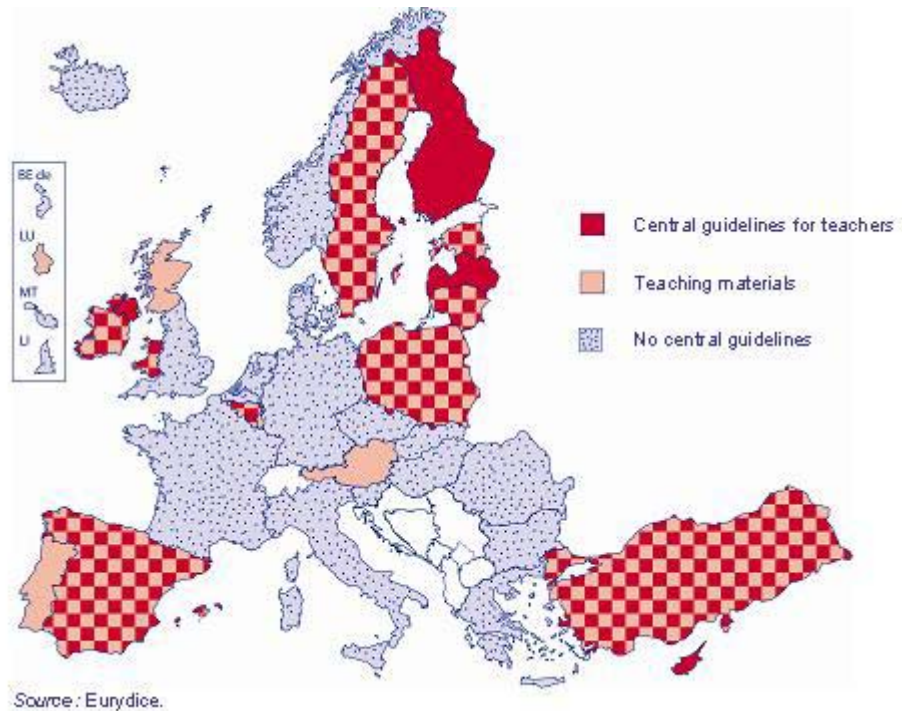 BE de
LU
MT
LI
Central guidelines for teachers
Teaching materials
No central guidelines
Source: Eurydice.